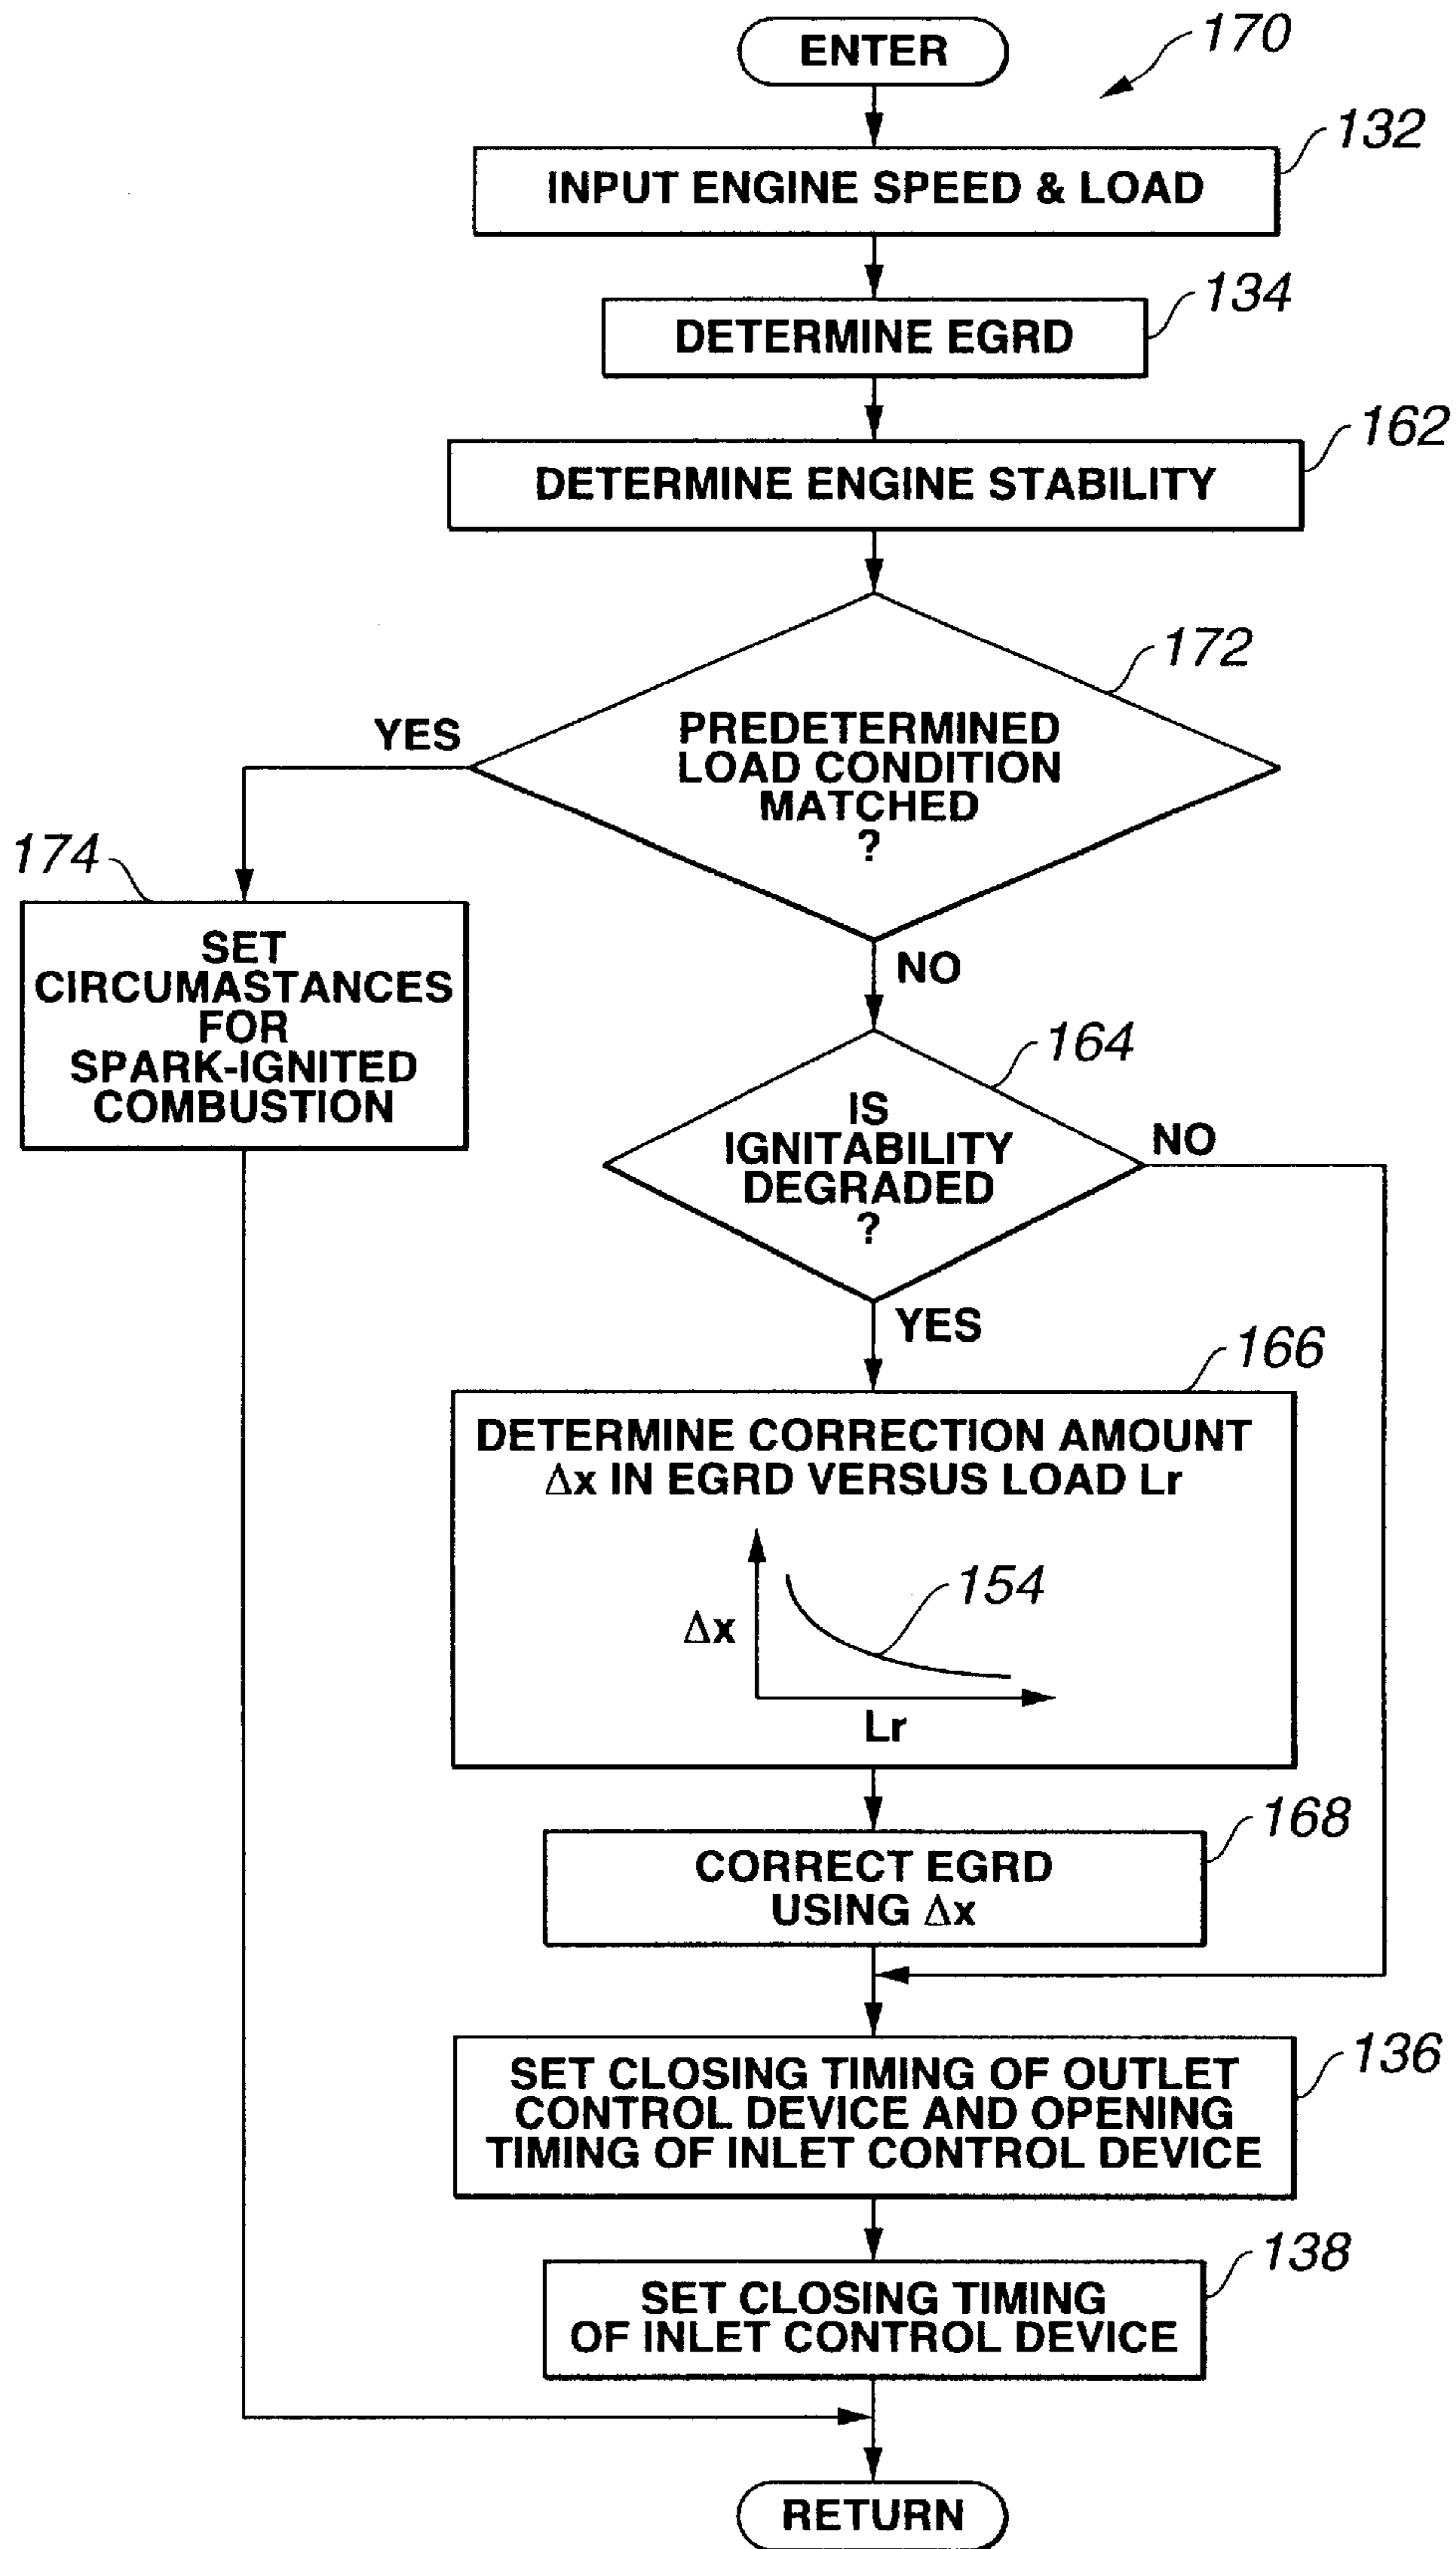 ENTER
170
132
INPUT ENGINE SPEED & LOAD
134
DETERMINE EGRD
162
DETERMINE ENGINE STABILITY
172
YES
PREDETERMINED
LOAD CONDITION
MATCHED
?
174
SET
CIRCUMASTANCES
FOR
SPARK-IGNITED
COMBUSTION
NO
164
IS
IGNITABILITY
DEGRADED
?
NO
YES
166
DETERMINE CORRECTION AMOUNT
Δx IN EGRD VERSUS LOAD Lr
154
Δx
Lr
168
CORRECT EGRD
USING Δx
136
SET CLOSING TIMING OF OUTLET
CONTROL DEVICE AND OPENING
TIMING OF INLET CONTROL DEVICE
138
SET CLOSING TIMING
OF INLET CONTROL DEVICE
RETURN